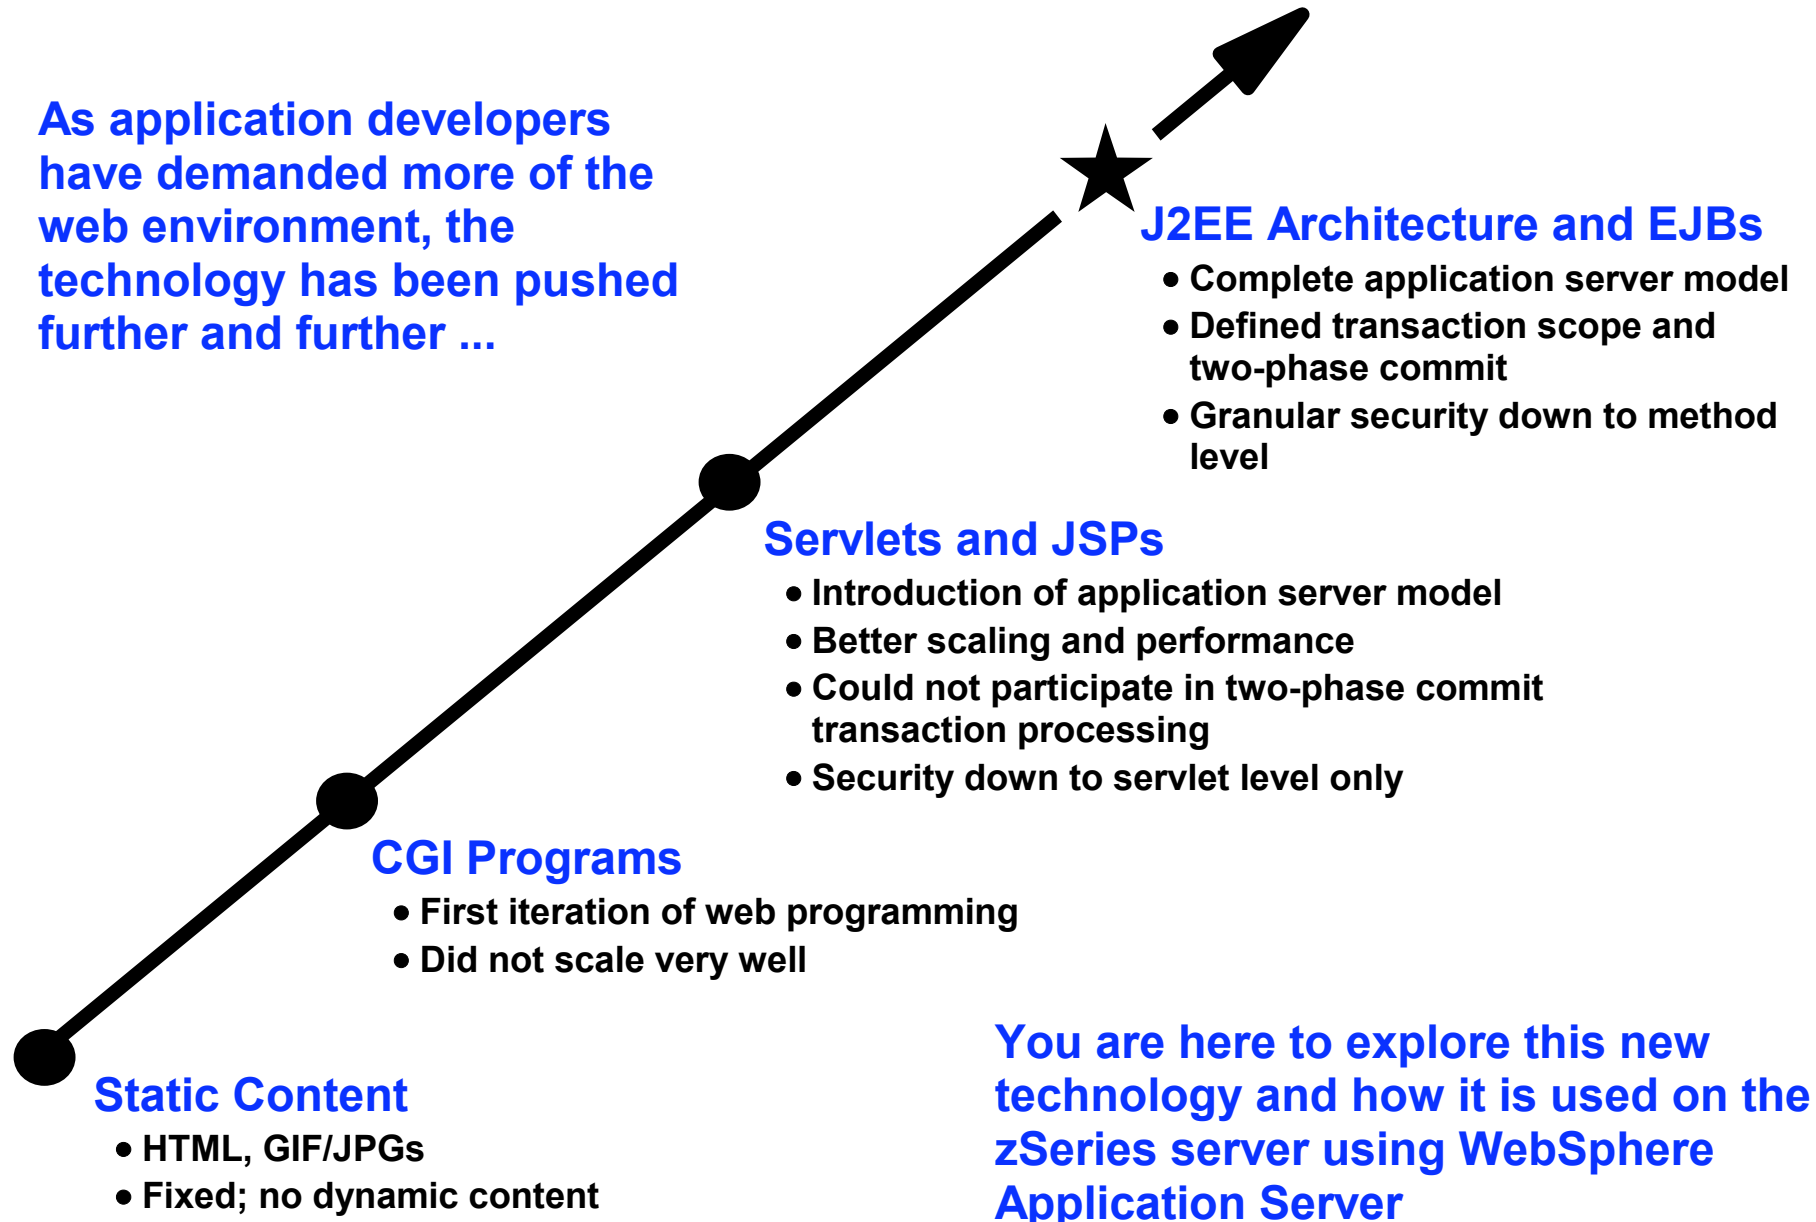 As application developers
have demanded more of the
web environment, the
technology has been pushed
further and further ...
J2EE Architecture and EJBs
• Complete application server model
• Defined transaction scope and
two-phase commit
• Granular security down to method
level
Servlets and JSPs
• Introduction of application server model
• Better scaling and performance
• Could not participate in two-phase commit
transaction processing
• Security down to servlet level only
CGI Programs
• First iteration of web programming
• Did not scale very well
Static Content
• HTML, GIF/JPGs
• Fixed; no dynamic content
You are here to explore this new
technology and how it is used on the
zSeries server using WebSphere
Application Server